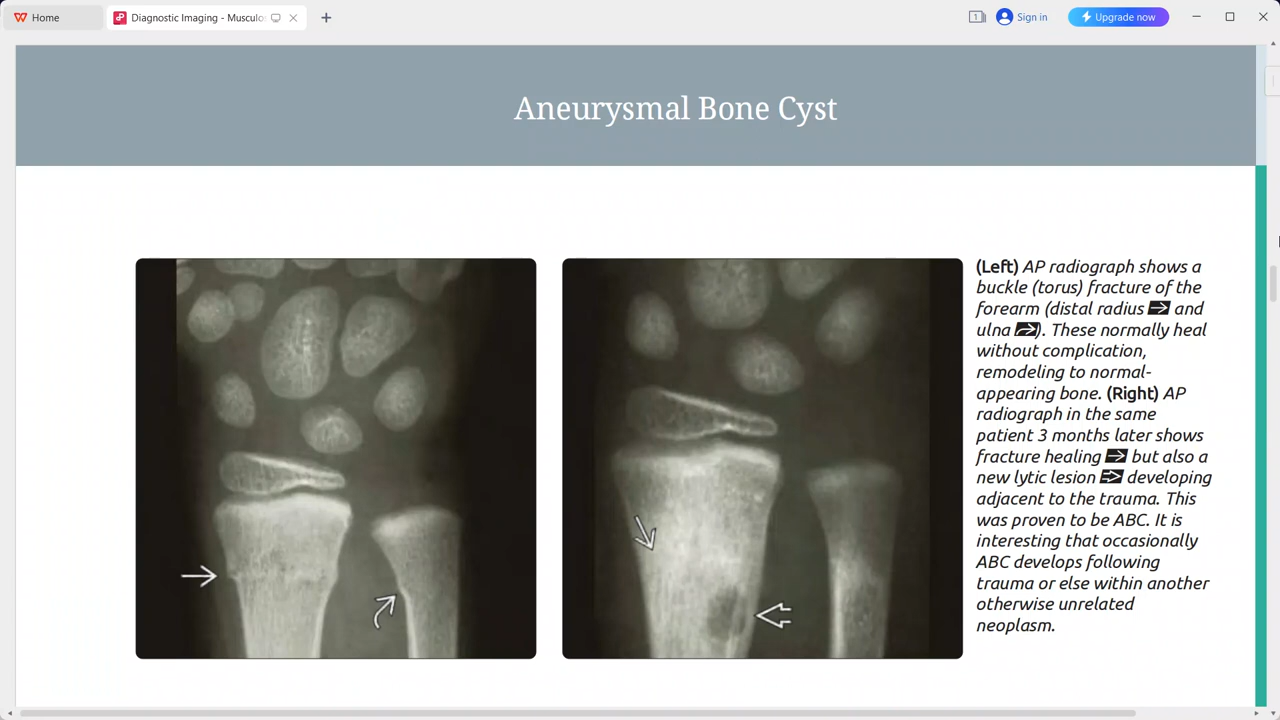 Home
Diagnostic Imaging - Musculos
1
Sign in
Upgrade now
Aneurysmal Bone Cyst
(Left) AP radiograph shows a
buckle (torus) fracture of the
forearm (distal radius and
ulna ). These normally heal
without complication,
remodeling to normal-
appearing bone. (Right) AP
radiograph in the same
patient 3 months later shows
fracture healing but also a
new lytic lesion developing
adjacent to the trauma. This
was proven to be ABC. It is
interesting that occasionally
ABC develops following
trauma or else within another
otherwise unrelated
neoplasm.